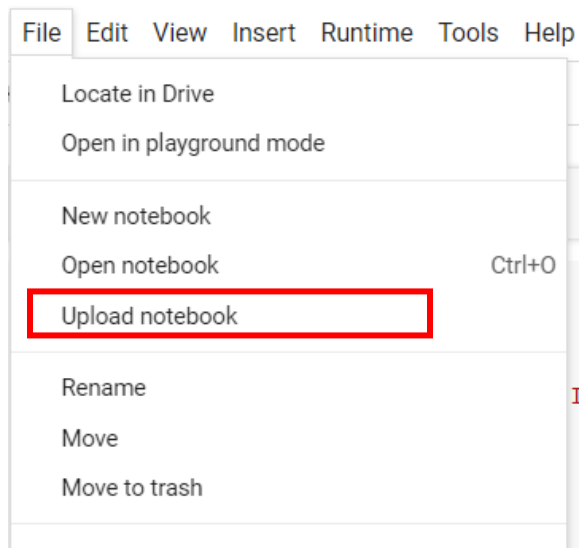 File Edit View Insert Runtime Tools Help
Locate in Drive
Open in playground mode
New notebook
Open notebook Ctrl+O
Upload notebook
Rename
Move
Move to trash